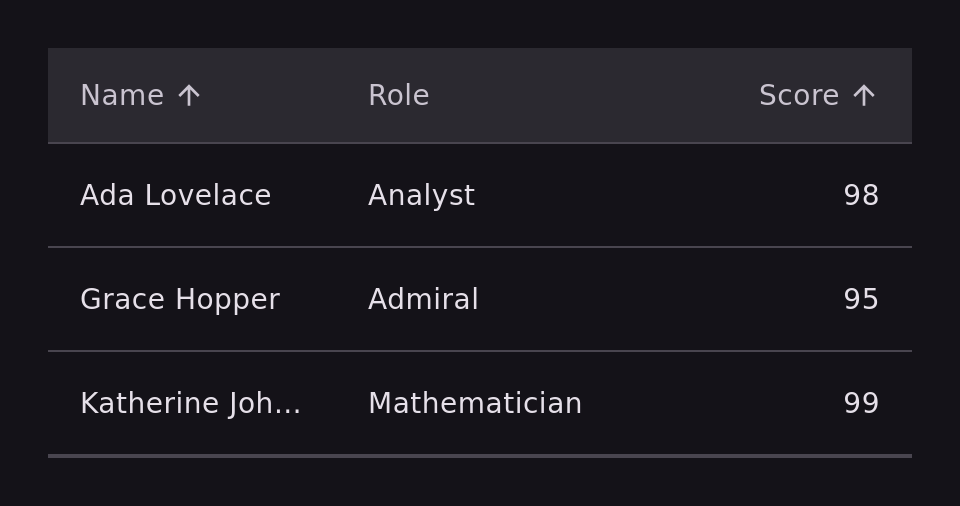 Name ↑ Role Score ↑
Ada Lovelace Analyst 98
Grace Hopper Admiral 95
Katherine Joh... Mathematician 99